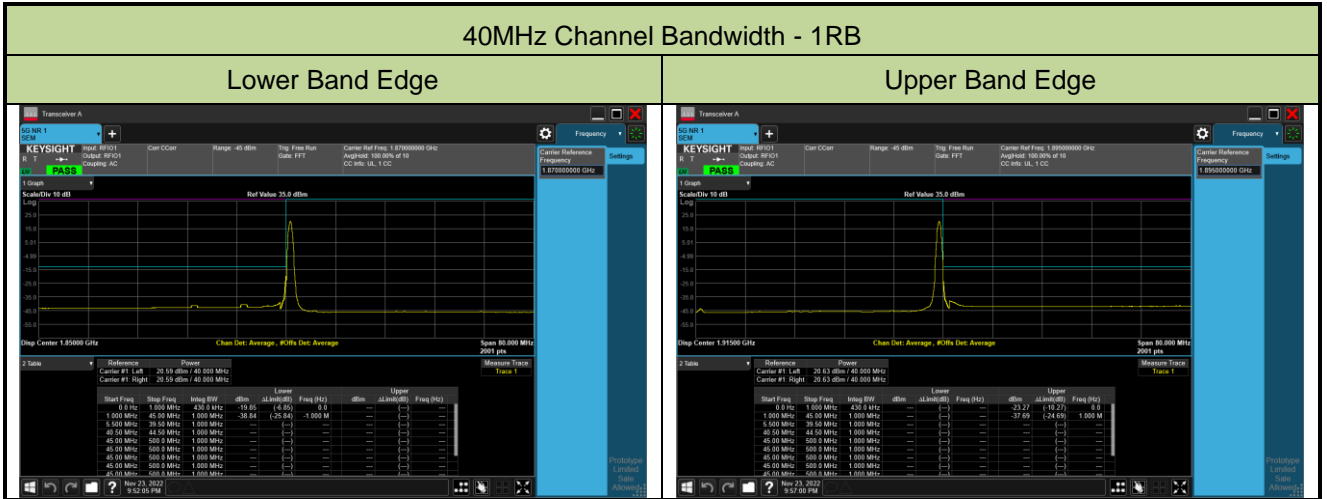 40MHz Channel Bandwidth - 1RB
Lower Band Edge
Upper Band Edge
Transceiver A
5G NR 1
SEM
Frequency
KEYSIGHT
R T
PASS
Input: RFIO1
Output: RFIO1
Coupling: AC
Corr CCorr
Range: -45 dBm
Trig: Free Run
Gate: FFT
Carrier Ref Freq: 1.870000000 GHz
Avg|Hold: 100.00% of 10
CC Info: UL, 1 CC
Carrier Reference
Frequency
1.870000000 GHz
Settings
1 Graph
Scale/Div 10 dB
Ref Value 35.0 dBm
Log
25.0
15.0
5.01
-4.99
-15.0
-25.0
-35.0
-45.0
-55.0
Disp Center 1.85000 GHz
Chan Det: Average , #Offs Det: Average
Span 80.000 MHz
2001 pts
2 Table
Reference Power
Carrier #1: Left 20.59 dBm / 40.000 MHz
Carrier #1: Right 20.59 dBm / 40.000 MHz
Measure Trace
Trace 1
Lower Upper
Start Freq Stop Freq Integ BW dBm ΔLimit(dB) Freq (Hz) dBm ΔLimit(dB) Freq (Hz)
0.0 Hz 1.000 MHz 430.0 kHz -19.85 (-6.85) 0.0 --- (---) ---
1.000 MHz 45.00 MHz 1.000 MHz -38.84 (-25.84) -1.000 M --- (---) ---
5.500 MHz 39.50 MHz 1.000 MHz --- (---) --- --- (---) ---
40.50 MHz 44.50 MHz 1.000 MHz --- (---) --- --- (---) ---
45.00 MHz 500.0 MHz 1.000 MHz --- (---) --- --- (---) ---
45.00 MHz 500.0 MHz 1.000 MHz --- (---) --- --- (---) ---
45.00 MHz 500.0 MHz 1.000 MHz --- (---) --- --- (---) ---
45.00 MHz 500.0 MHz 1.000 MHz --- (---) --- --- (---) ---
Prototype
Limited
Sale
Allowed
Nov 23, 2022
9:52:05 PM
Transceiver A
5G NR 1
SEM
Frequency
KEYSIGHT
R T
PASS
Input: RFIO1
Output: RFIO1
Coupling: AC
Corr CCorr
Range: -45 dBm
Trig: Free Run
Gate: FFT
Carrier Ref Freq: 1.895000000 GHz
Avg|Hold: 100.00% of 10
CC Info: UL, 1 CC
Carrier Reference
Frequency
1.895000000 GHz
Settings
1 Graph
Scale/Div 10 dB
Ref Value 35.0 dBm
Log
25.0
15.0
5.01
-4.99
-15.0
-25.0
-35.0
-45.0
-55.0
Disp Center 1.91500 GHz
Chan Det: Average , #Offs Det: Average
Span 80.000 MHz
2001 pts
2 Table
Reference Power
Carrier #1: Left 20.63 dBm / 40.000 MHz
Carrier #1: Right 20.63 dBm / 40.000 MHz
Measure Trace
Trace 1
Lower Upper
Start Freq Stop Freq Integ BW dBm ΔLimit(dB) Freq (Hz) dBm ΔLimit(dB) Freq (Hz)
0.0 Hz 1.000 MHz 430.0 kHz --- (---) --- -23.27 (-10.27) 0.0
1.000 MHz 45.00 MHz 1.000 MHz --- (---) --- -37.69 (-24.69) 1.000 M
5.500 MHz 39.50 MHz 1.000 MHz --- (---) --- --- (---) ---
40.50 MHz 44.50 MHz 1.000 MHz --- (---) --- --- (---) ---
45.00 MHz 500.0 MHz 1.000 MHz --- (---) --- --- (---) ---
45.00 MHz 500.0 MHz 1.000 MHz --- (---) --- --- (---) ---
45.00 MHz 500.0 MHz 1.000 MHz --- (---) --- --- (---) ---
45.00 MHz 500.0 MHz 1.000 MHz --- (---) --- --- (---) ---
Prototype
Limited
Sale
Allowed
Nov 23, 2022
9:57:00 PM